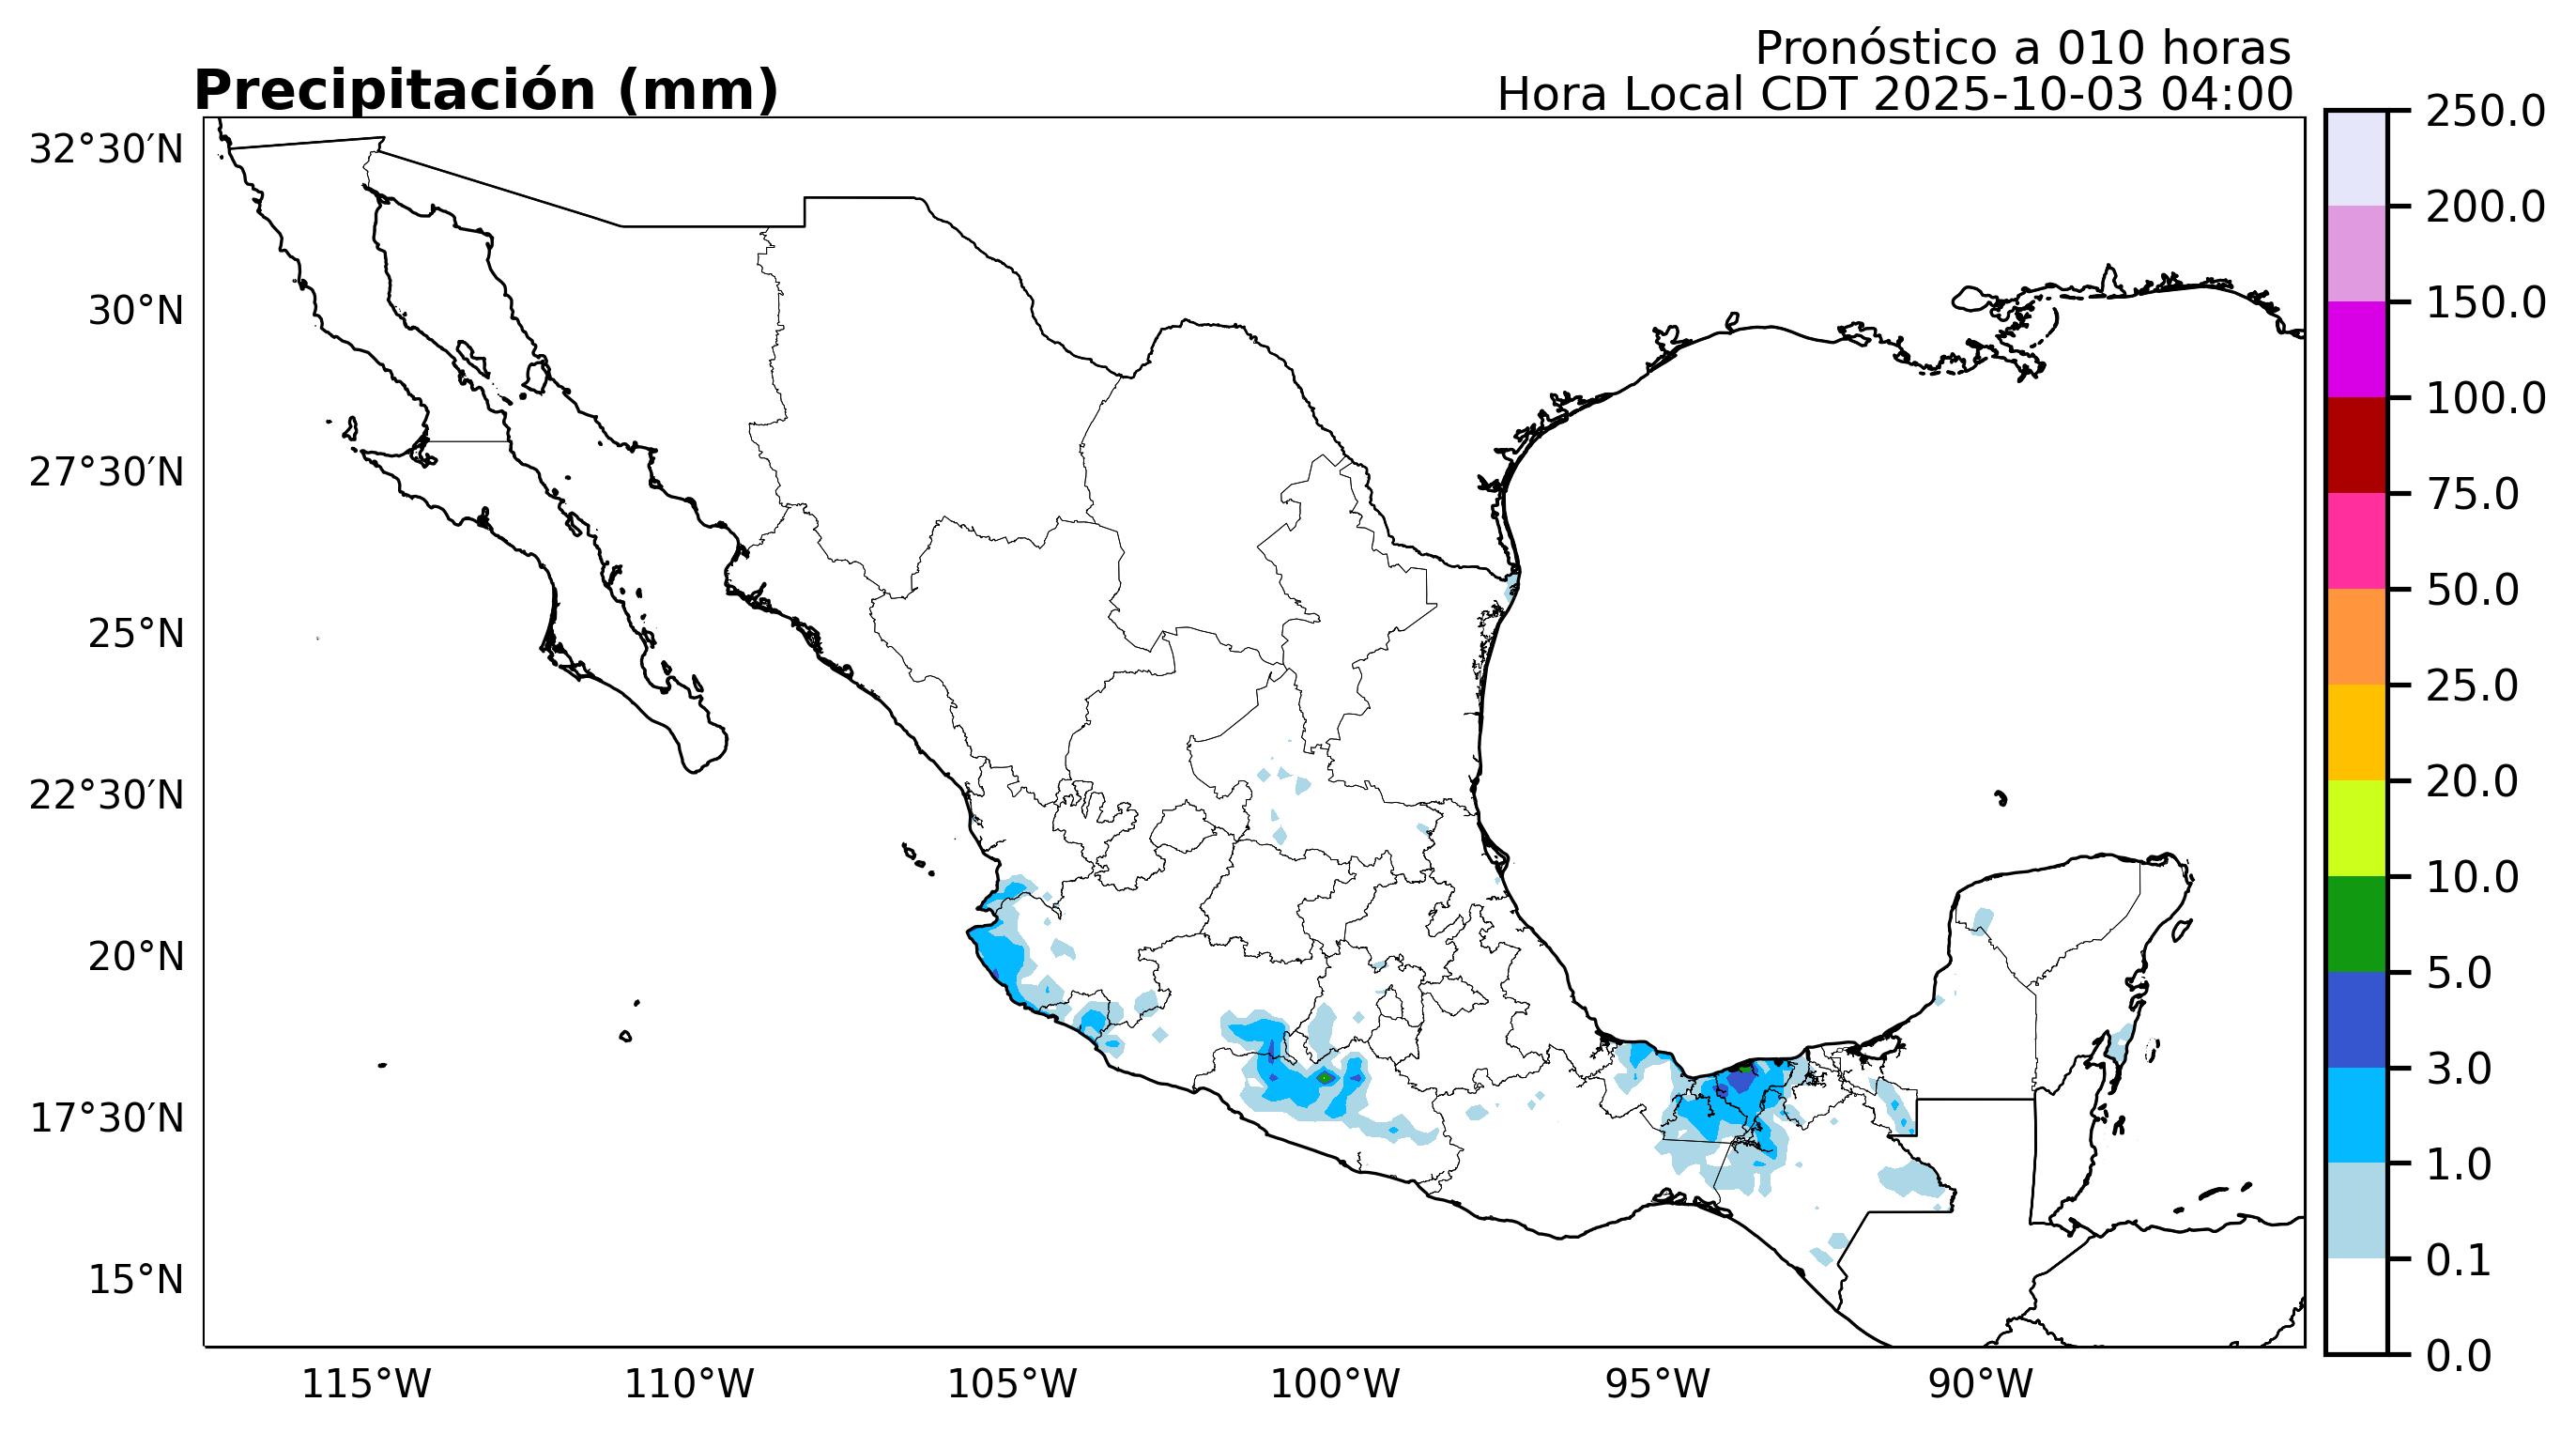 Pronóstico a 010 horas
Precipitación (mm)
Hora Local CDT 2025-10-03 04:00
32°30′N
30°N
27°30′N
25°N
22°30′N
20°N
17°30′N
15°N
115°W
110°W
105°W
100°W
95°W
90°W
250.0
200.0
150.0
100.0
75.0
50.0
25.0
20.0
10.0
5.0
3.0
1.0
0.1
0.0